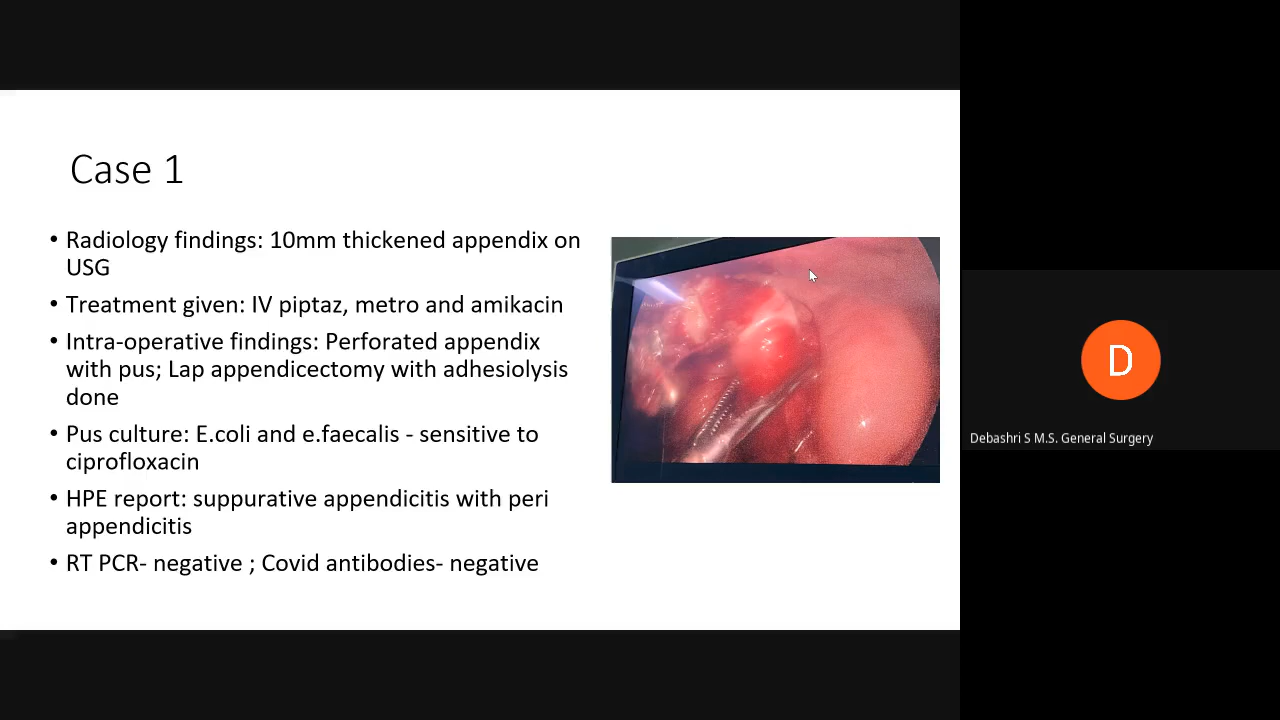 Case 1
• Radiology findings: 10mm thickened appendix on
USG
• Treatment given: IV piptaz, metro and amikacin
• Intra-operative findings: Perforated appendix
with pus; Lap appendicectomy with adhesiolysis
done
• Pus culture: E.coli and e.faecalis - sensitive to
ciprofloxacin
• HPE report: suppurative appendicitis with peri
appendicitis
• RT PCR- negative ; Covid antibodies- negative
D
Debashri S M.S. General Surgery